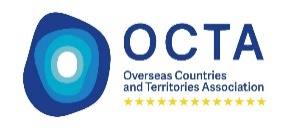 OCTA
Overseas Countries
and Territories Association